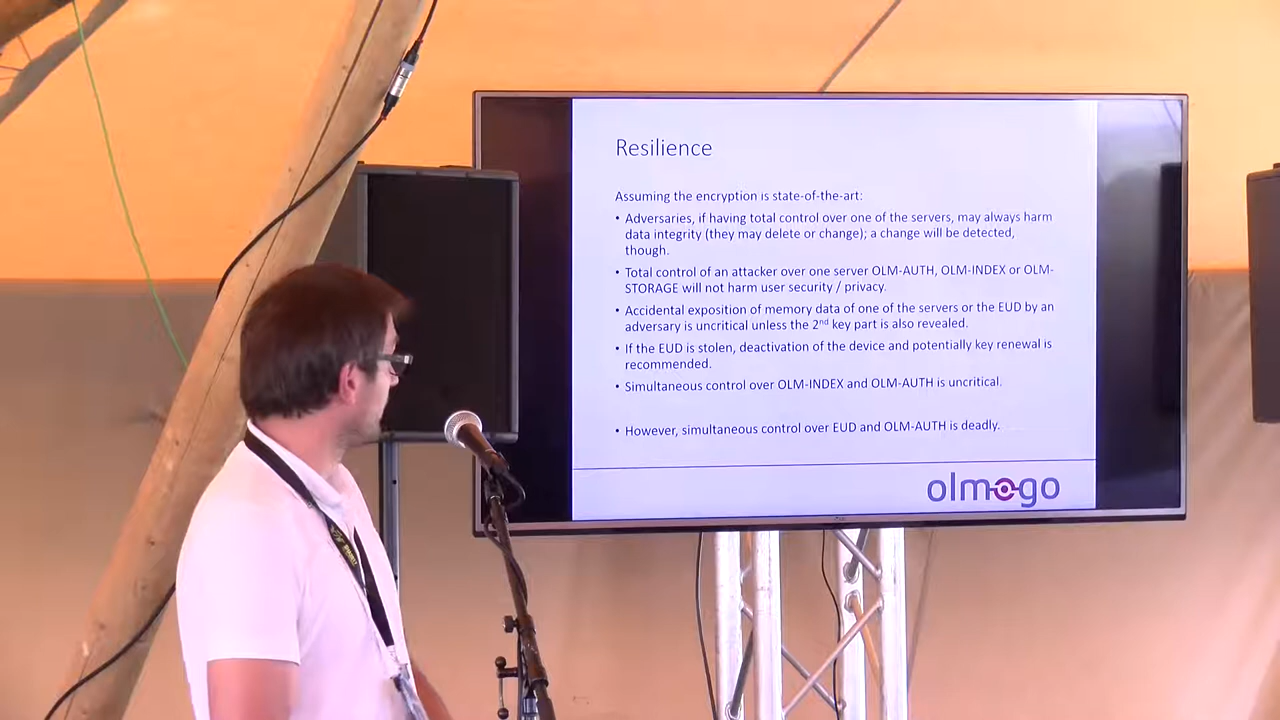 Resilience
Assuming the encryption is state-of-the-art:
• Adversaries, if having total control over one of the servers, may always harm
data integrity (they may delete or change); a change will be detected,
though.
• Total control of an attacker over one server OLM-AUTH, OLM-INDEX or OLM-
STORAGE will not harm user security / privacy.
• Accidental exposition of memory data of one of the servers or the EUD by an
adversary is uncritical unless the 2nd key part is also revealed.
• If the EUD is stolen, deactivation of the device and potentially key renewal is
recommended.
• Simultaneous control over OLM-INDEX and OLM-AUTH is uncritical.
• However, simultaneous control over EUD and OLM-AUTH is deadly.
olmogo